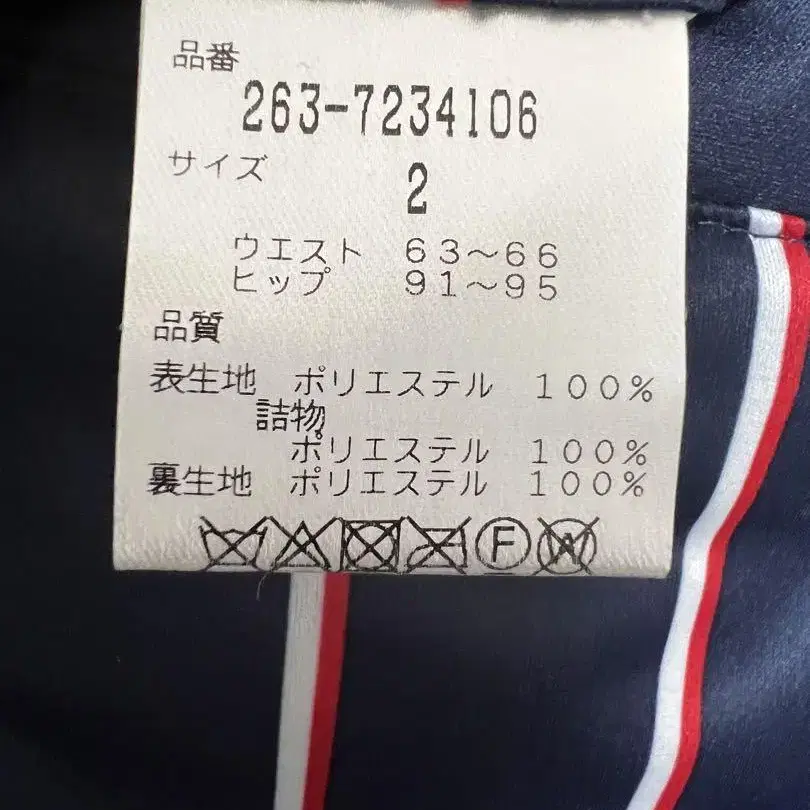 品番
263-7234106
サイズ
2
ウエスト 63～66
ヒップ 91～95
品質
表生地 ポリエステル 100%
詰物
ポリエステル 100%
裏生地 ポリエステル 100%
F W